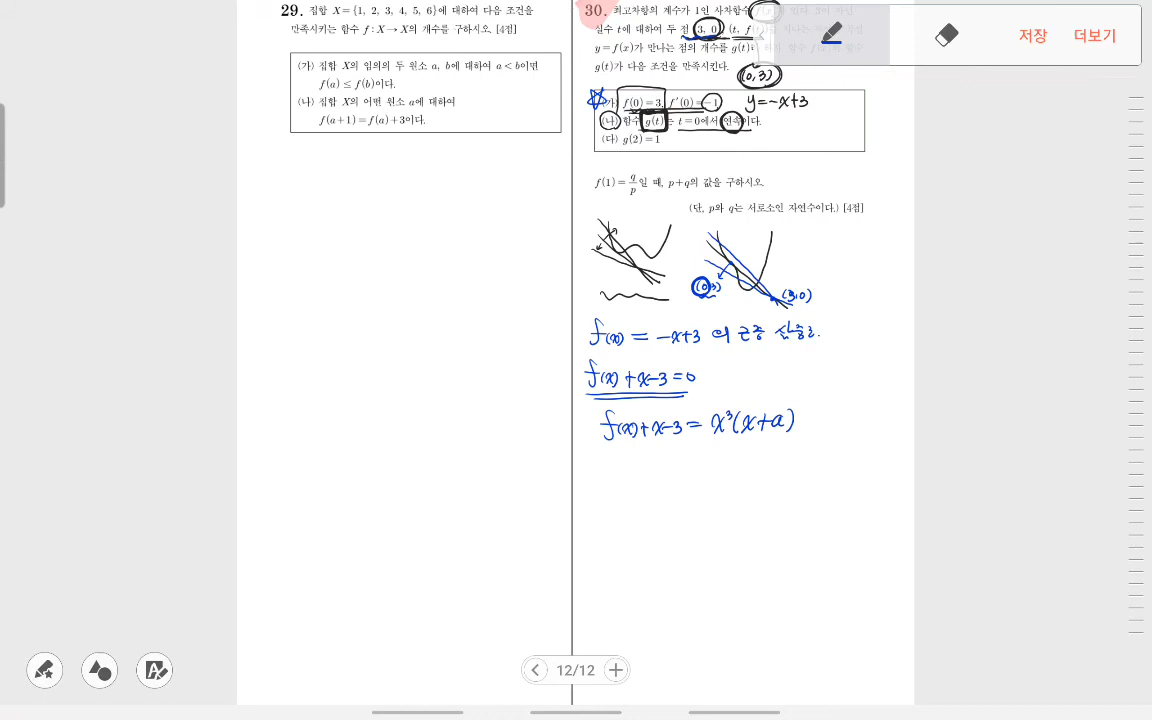 29. 집합 X={1, 2, 3, 4, 5, 6}에 대하여 다음 조건을
만족시키는 함수 f : X→X의 개수를 구하시오. [4점]
(가) 집합 X의 임의의 두 원소 a, b에 대하여 a<b이면
f(a)≤f(b)이다.
(나) 집합 X의 어떤 원소 a에 대하여
f(a+1)=f(a)+3이다.
30. 최고차항의 계수가 1인 사차함수
실수 t에 대하여 두 점 (3, 0), (t, f
y=f(x)가 만나는 점의 개수를 g(t)
g(t)가 다음 조건을 만족시킨다.
(0,3)
(가) f(0)=3, f'(0)=-1
y=-x+3
(나) 함수 g(t)는 t=0에서 연속이다.
(다) g(2)=1
f(1)=q/p일 때, p+q의 값을 구하시오.
(단, p와 q는 서로소인 자연수이다.) [4점]
(0,3)
(3,0)
f(x) = -x+3 의
f(x)+x-3=0
f(x)+x-3= x³(x+a)
저장
더보기
12/12